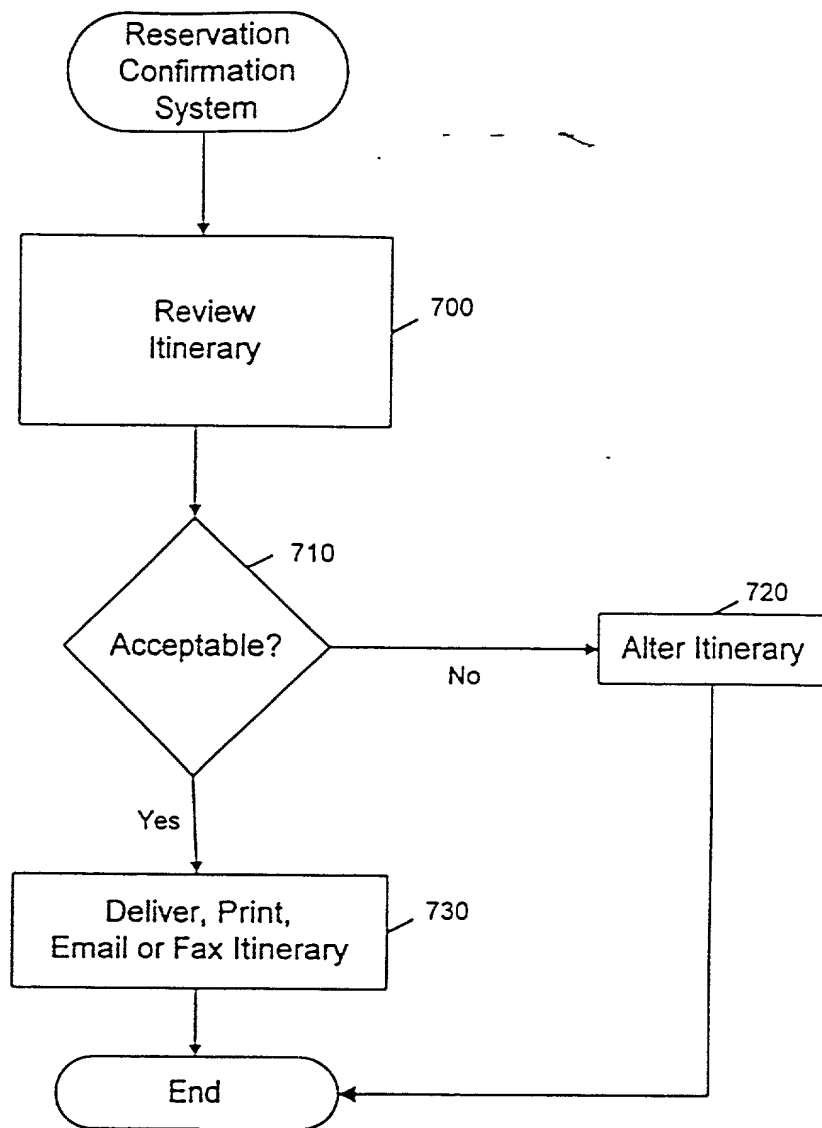 Reservation
Confirmation
System
Review
Itinerary
700
710
Acceptable?
No
720
Alter Itinerary
Yes
Deliver, Print,
Email or Fax Itinerary
730
End